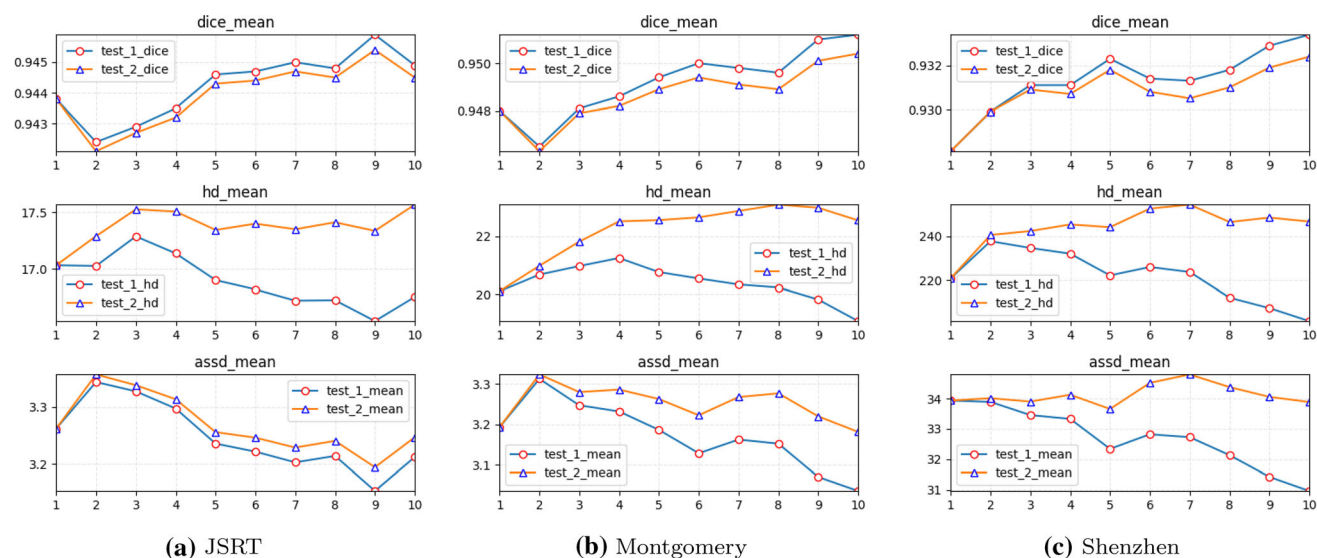 dice_mean
test_1_dice
test_2_dice
0.945
0.944
0.943
1 2 3 4 5 6 7 8 9 10
hd_mean
17.5
17.0
test_1_hd
test_2_hd
1 2 3 4 5 6 7 8 9 10
assd_mean
test_1_mean
test_2_mean
3.3
3.2
1 2 3 4 5 6 7 8 9 10
(a) JSRT
dice_mean
test_1_dice
test_2_dice
0.950
0.948
1 2 3 4 5 6 7 8 9 10
hd_mean
22
20
test_1_hd
test_2_hd
1 2 3 4 5 6 7 8 9 10
assd_mean
3.3
3.2
3.1
test_1_mean
test_2_mean
1 2 3 4 5 6 7 8 9 10
(b) Montgomery
dice_mean
test_1_dice
test_2_dice
0.932
0.930
1 2 3 4 5 6 7 8 9 10
hd_mean
240
220
test_1_hd
test_2_hd
1 2 3 4 5 6 7 8 9 10
assd_mean
34
33
32
31
test_1_mean
test_2_mean
1 2 3 4 5 6 7 8 9 10
(c) Shenzhen